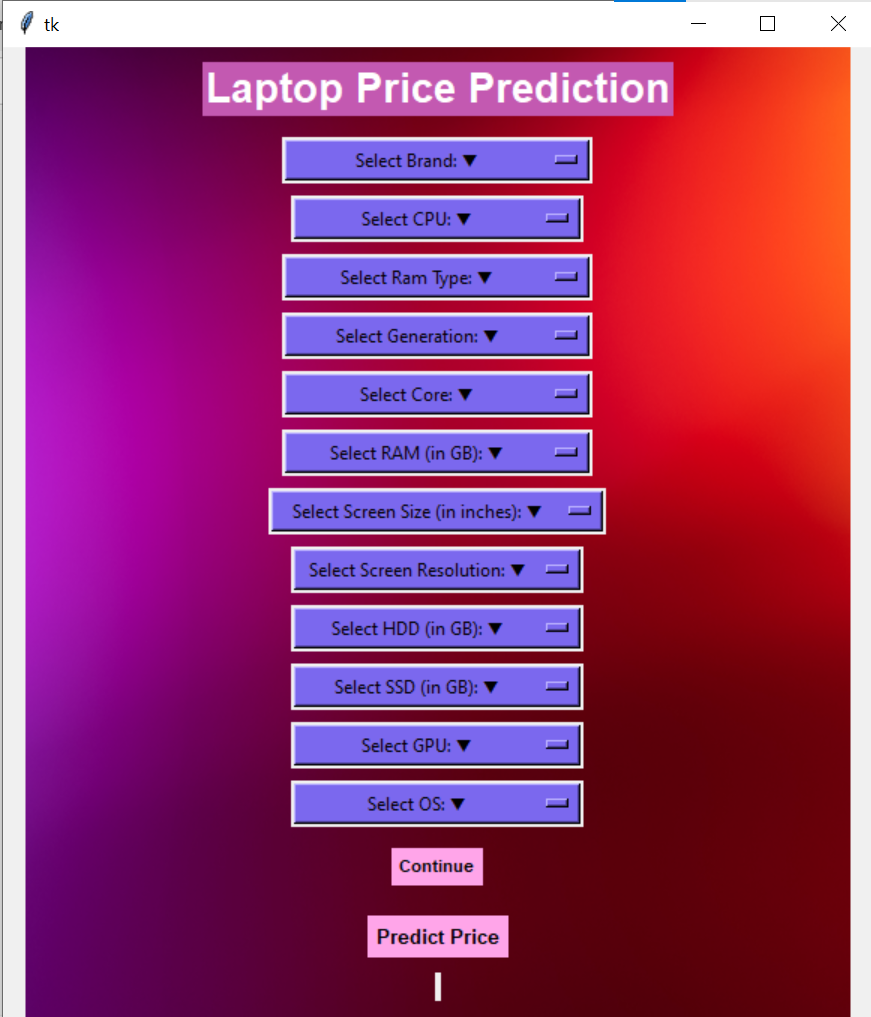 tk
Laptop Price Prediction
Select Brand: ▼
Select CPU: ▼
Select Ram Type: ▼
Select Generation: ▼
Select Core: ▼
Select RAM (in GB): ▼
Select Screen Size (in inches): ▼
Select Screen Resolution: ▼
Select HDD (in GB): ▼
Select SSD (in GB): ▼
Select GPU: ▼
Select OS: ▼
Continue
Predict Price